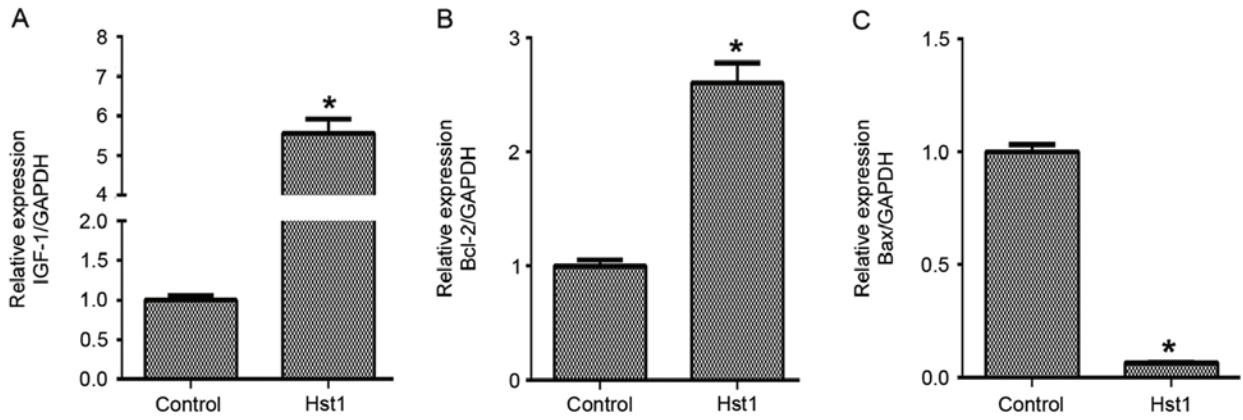 A
Relative expression
IGF-1/GAPDH
8
7
6
5
4
2.0
1.5
1.0
0.5
0.0
*
Control
Hst1
B
Relative expression
Bcl-2/GAPDH
3
2
1
0
*
Control
Hst1
C
Relative expression
Bax/GAPDH
1.5
1.0
0.5
0.0
*
Control
Hst1